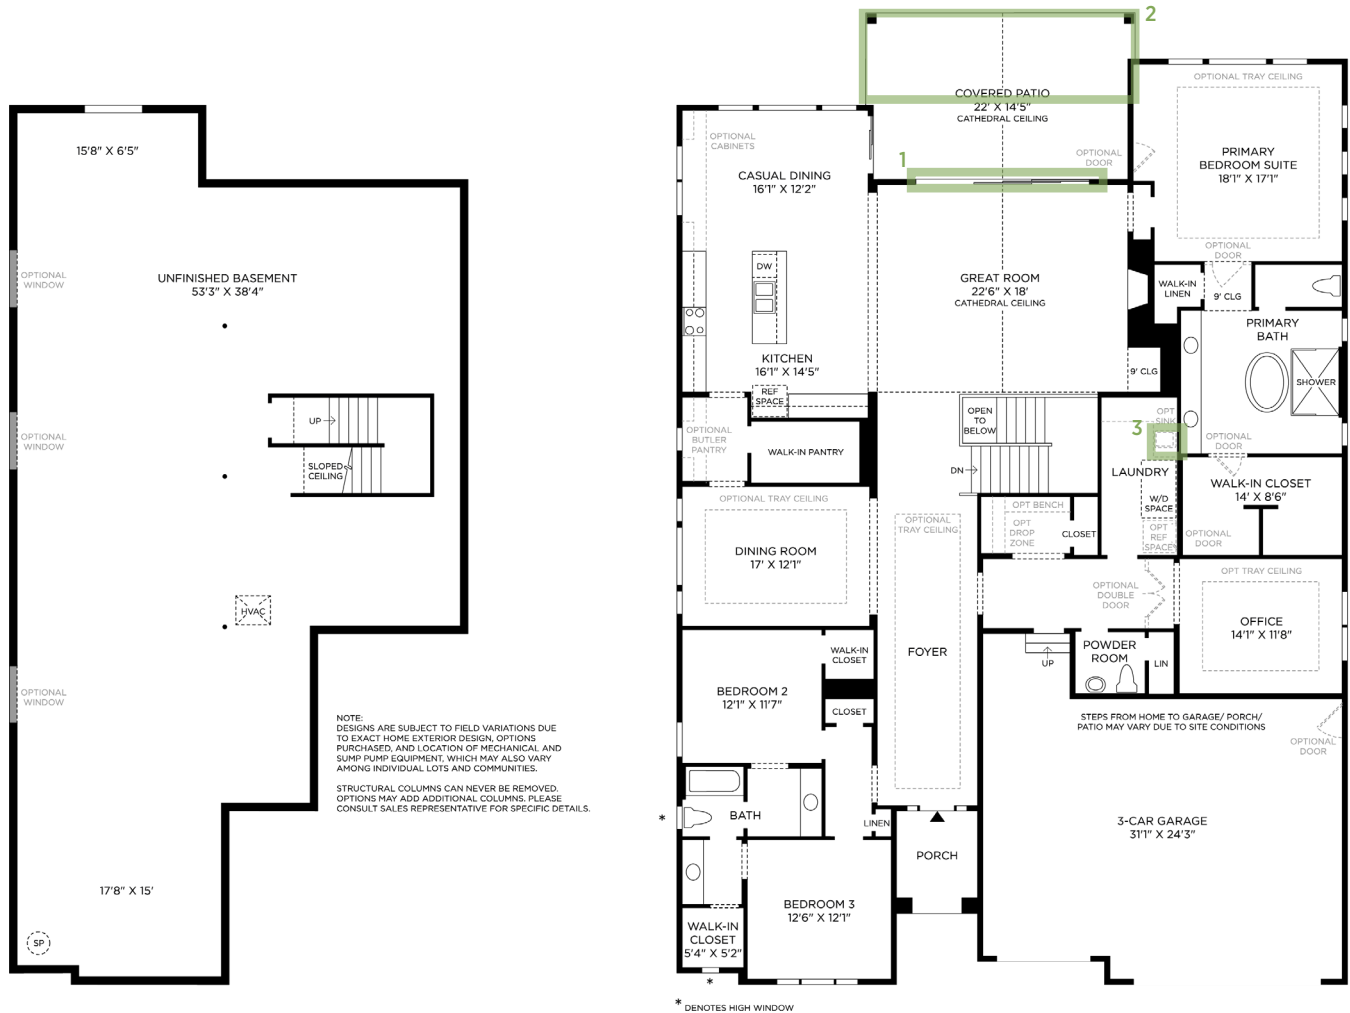 15'8" X 6'5"
OPTIONAL
WINDOW
UNFINISHED BASEMENT
53'3" X 38'4"
UP
OPTIONAL
WINDOW
SLOPED
CEILING
HVAC
OPTIONAL
WINDOW
NOTE:
DESIGNS ARE SUBJECT TO FIELD VARIATIONS DUE
TO EXACT HOME EXTERIOR DESIGN, OPTIONS
PURCHASED, AND LOCATION OF MECHANICAL AND
SUMP PUMP EQUIPMENT, WHICH MAY ALSO VARY
AMONG INDIVIDUAL LOTS AND COMMUNITIES.
STRUCTURAL COLUMNS CAN NEVER BE REMOVED.
OPTIONS MAY ADD ADDITIONAL COLUMNS. PLEASE
CONSULT SALES REPRESENTATIVE FOR SPECIFIC DETAILS.
17'8" X 15'
SP
2
COVERED PATIO
22' X 14'5"
CATHEDRAL CEILING
OPTIONAL TRAY CEILING
OPTIONAL
CABINETS
1
OPTIONAL
DOOR
PRIMARY
BEDROOM SUITE
18'1" X 17'1"
CASUAL DINING
16'1" X 12'2"
OPTIONAL
DOOR
DW
GREAT ROOM
22'6" X 18'
CATHEDRAL CEILING
WALK-IN
LINEN
9' CLG
PRIMARY
BATH
KITCHEN
16'1" X 14'5"
9' CLG
SHOWER
REF
SPACE
OPEN
TO
BELOW
OPT
SINK
3
OPTIONAL
BUTLER
PANTRY
WALK-IN PANTRY
OPTIONAL
DOOR
DN
LAUNDRY
WALK-IN CLOSET
14' X 8'6"
W/D
SPACE
OPTIONAL TRAY CEILING
OPTIONAL
TRAY CEILING
OPT BENCH
OPT
DROP
ZONE
CLOSET
OPT
REF
SPACE
OPTIONAL
DOOR
DINING ROOM
17' X 12'1"
OPTIONAL
DOUBLE
DOOR
OPT TRAY CEILING
OFFICE
14'1" X 11'8"
WALK-IN
CLOSET
FOYER
UP
POWDER
ROOM
LIN
BEDROOM 2
12'1" X 11'7"
CLOSET
STEPS FROM HOME TO GARAGE/ PORCH/
PATIO MAY VARY DUE TO SITE CONDITIONS
OPTIONAL
DOOR
*
BATH
LINEN
3-CAR GARAGE
31'1" X 24'3"
PORCH
BEDROOM 3
12'6" X 12'1"
WALK-IN
CLOSET
5'4" X 5'2"
*
* DENOTES HIGH WINDOW